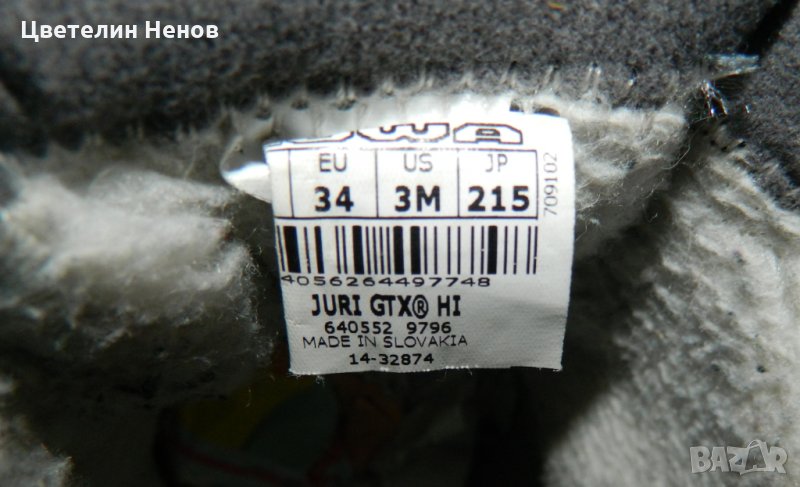 Цветелин Ненов
EU US JP
34 3M 215
709102
4056264497748
JURI GTX® HI
640552 9796
MADE IN SLOVAKIA
14-32874
BAZAR